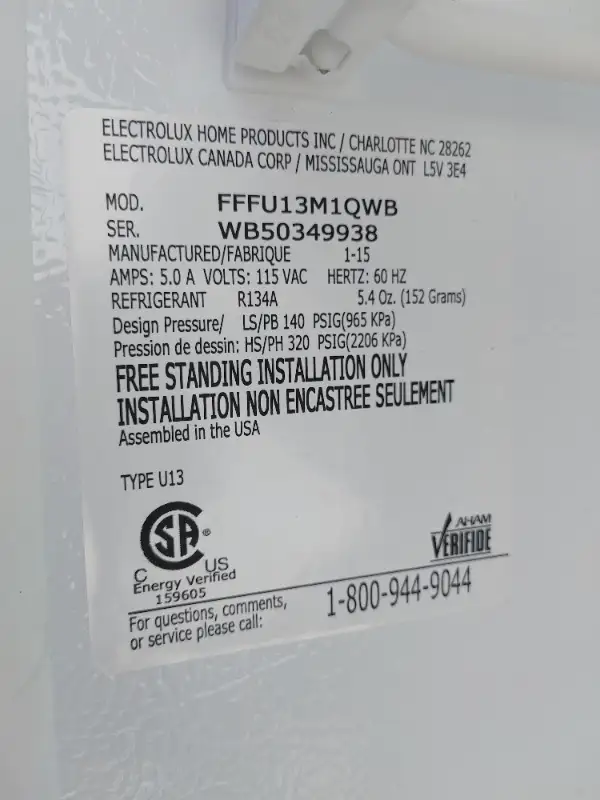 ELECTROLUX HOME PRODUCTS INC / CHARLOTTE NC 28262
ELECTROLUX CANADA CORP / MISSISSAUGA ONT L5V 3E4
MOD. FFFU13M1QWB
SER. WB50349938
MANUFACTURED/FABRIQUE 1-15
AMPS: 5.0 A VOLTS: 115 VAC HERTZ: 60 HZ
REFRIGERANT R134A 5.4 Oz. (152 Grams)
Design Pressure/ LS/PB 140 PSIG(965 KPa)
Pression de dessin: HS/PH 320 PSIG(2206 KPa)
FREE STANDING INSTALLATION ONLY
INSTALLATION NON ENCASTREE SEULEMENT
Assembled in the USA
TYPE U13
CSA ®
C US
Energy Verified
159605
AHAM
VERIFIDE
For questions, comments,
or service please call:
1-800-944-9044